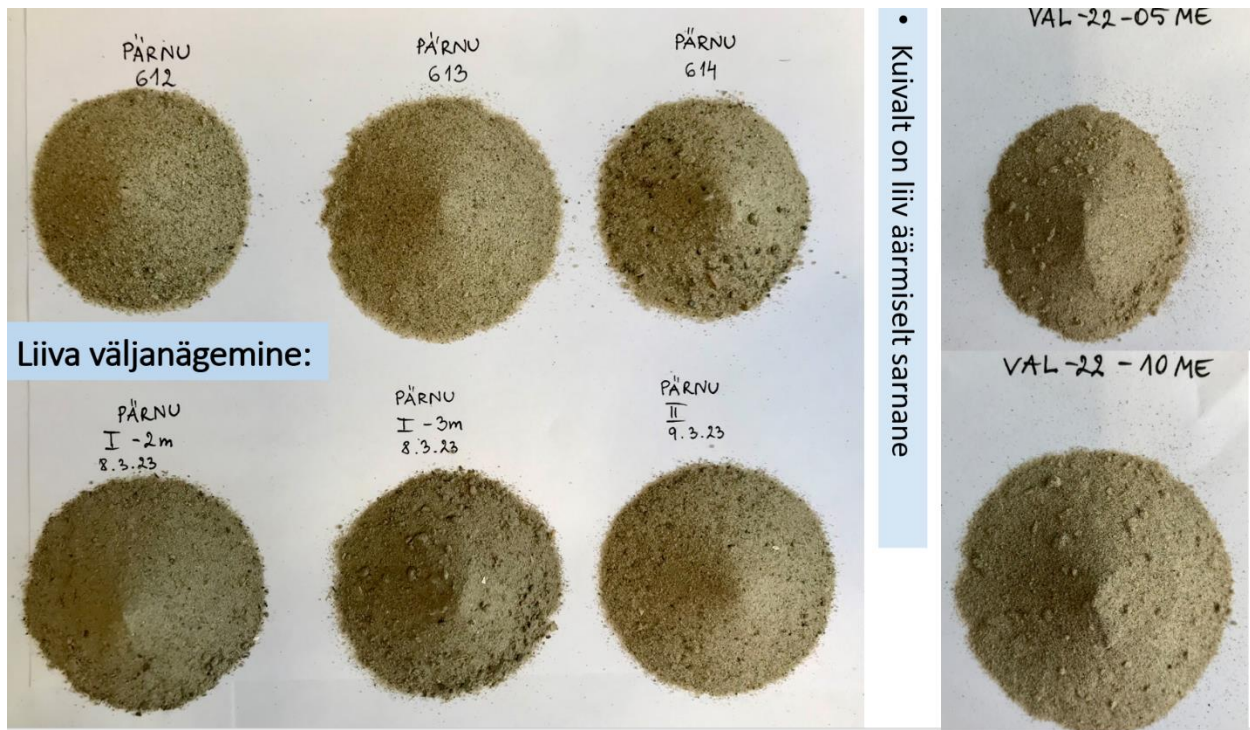 PÄRNU
612
PÄRNU
613
PÄRNU
614
Liiva väljanägemine:
PÄRNU
I -2m
8.3.23
PÄRNU
I -3m
8.3.23
PÄRNU
II
9.3.23
• Kuivalt on liiv äärmiselt sarnane
VAL-22-05 ME
VAL-22-10 ME